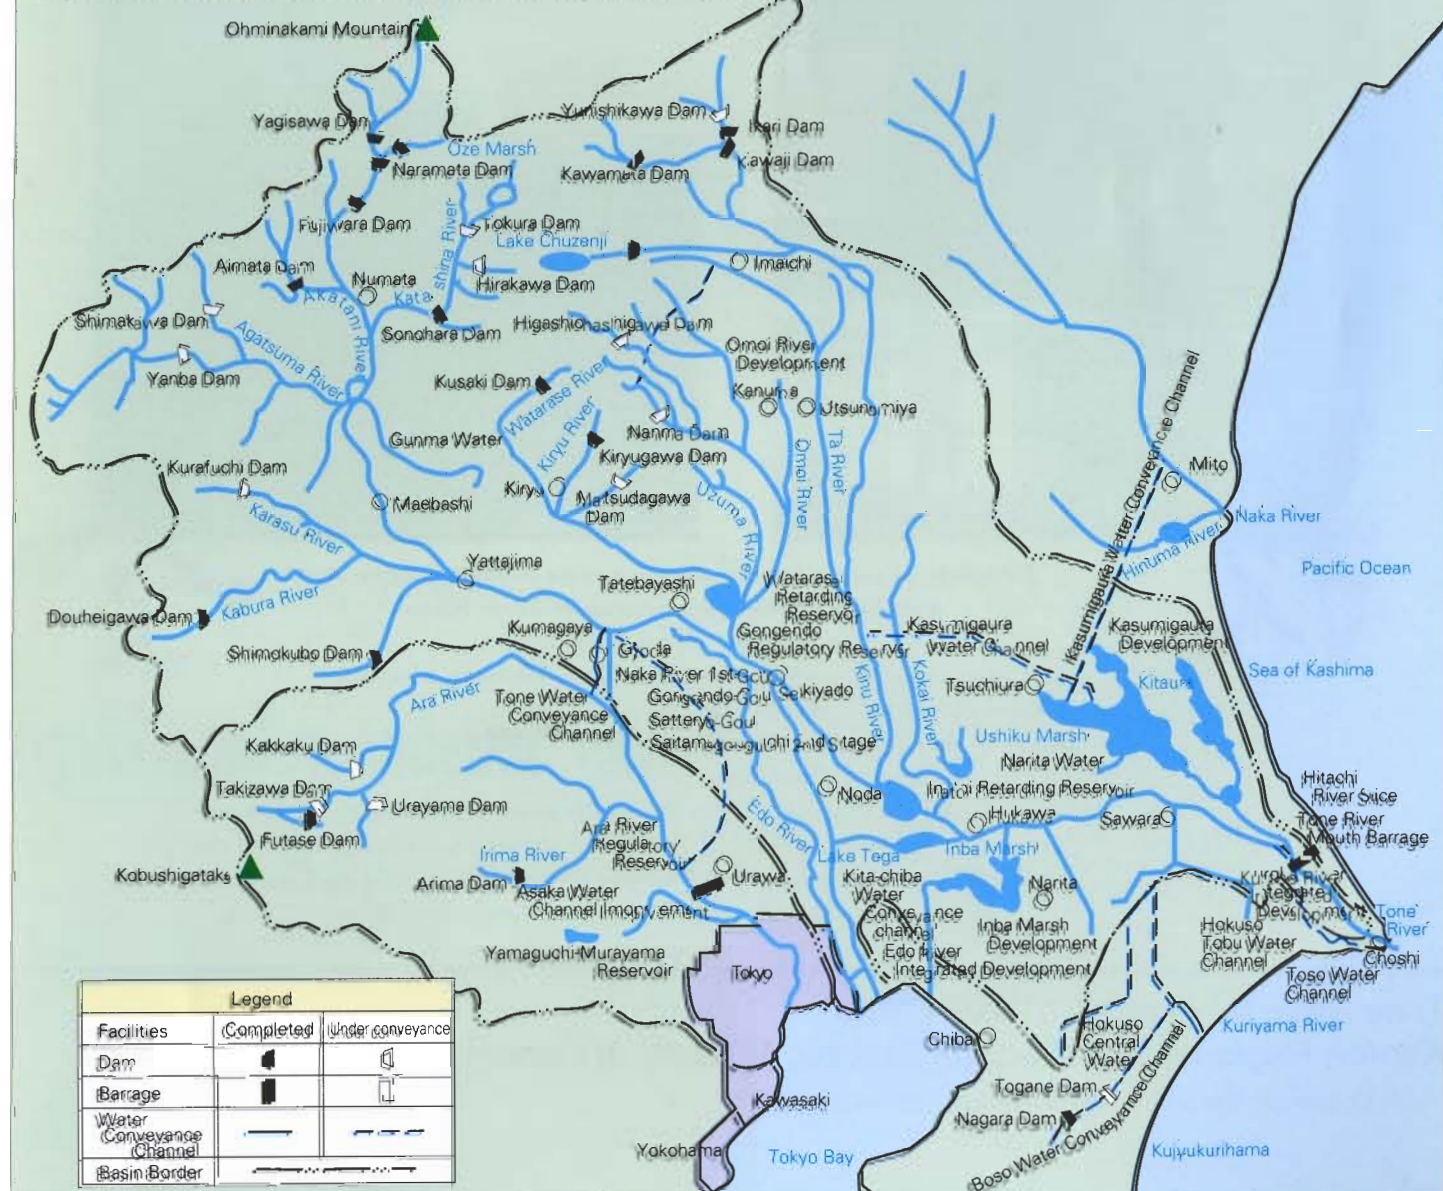 Ohminakami Mountain
Yunishikawa Dam
Ikari Dam
Yagisawa Dam
Oze Marsh
Kawaji Dam
Naramata Dam
Kawamata Dam
Fujiwara Dam
Tokura Dam
Lake Chuzenji
Imaichi
Aimata Dam
Numata
Katashina River
Hirakawa Dam
Akatani River
Shimakawa Dam
Agatsuma River
Sonohara Dam
Higashiohashigawa Dam
Omoi River
Development
Yanba Dam
Kusaki Dam
Watarase River
Kanuma
Utsunomiya
Kiryu River
Nanma Dam
Gunma Water
Omoi River
Kiryugawa Dam
Kurafuchi Dam
Mito
Kiryu
Matsudagawa
Dam
Uzuma River
Maebashi
Karasu River
Naka River
Kasumigaura Water Conveyance Channel
Hinuma River
Yattajima
Pacific Ocean
Tatebayashi
Retarding
Reservoir
Kabura River
Douheigawa Dam
Kumagaya
Gongendo
Regulatory Reservoir
Kasumigaura
Water Channel
Kasumigaura
Development
Shimokubo Dam
Gyoda
Naka River 1st Gou
Sea of Kashima
Ara River
Tone Water
Conveyance
Channel
Sekiyado
Kinu River
Kokai River
Tsuchiura
Kitaura
Ushiku Marsh
Kakkaku Dam
Narita Water
Takizawa Dam
Urayama Dam
Noda
Retarding Reservoir
Hitachi
River Sluice
Futase Dam
Ara River
Regulatory
Reservoir
Edo River
Hukawa
Sawara
Tone River
Mouth Barrage
Kobushigatake
Irima River
Lake Tega
Inba Marsh
Arima Dam
Asaka Water
Channel Improvement
Urawa
Kita-chiba
Water
Conveyance
channel
Narita
Inba Marsh
Development
Hokuso
Tobu Water
Channel
Tone
River
Yamaguchi-Murayama
Reservoir
Edo River
Integrated Development
Choshi
Tokyo
Toso Water
Channel
Legend
Facilities
Completed
Under conveyance
Dam
Barrage
Water
Conveyance
Channel
Basin Border
Chiba
Hokuso
Central
Water
Kuriyama River
Togane Dam
Nagara Dam
Boso Water Conveyance Channel
Kawasaki
Yokohama
Tokyo Bay
Kujyukurihama